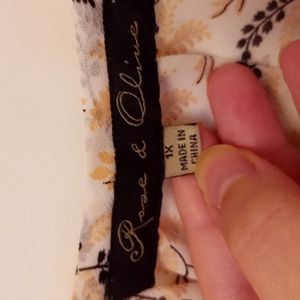 Rose & Olive
1X
MADE IN
CHINA